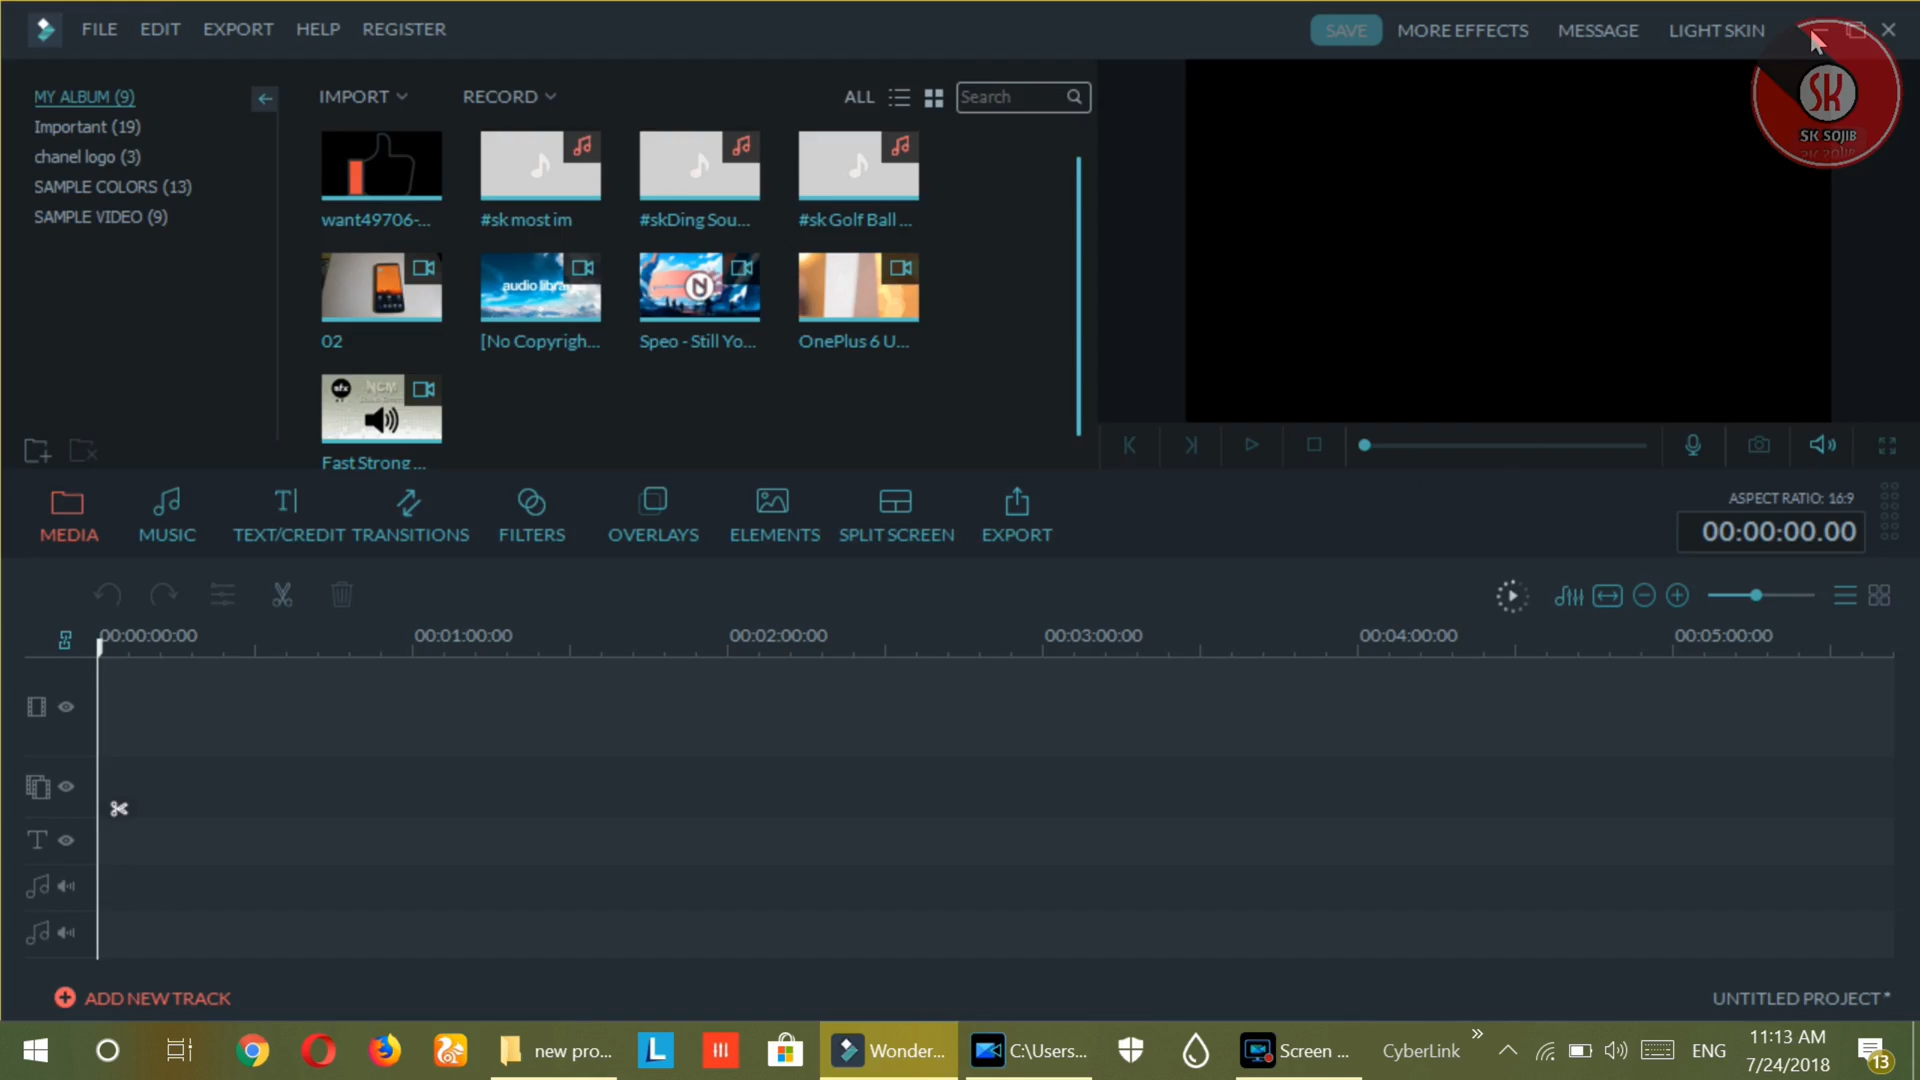 FILE EDIT EXPORT HELP REGISTER
SAVE MORE EFFECTS MESSAGE LIGHT SKIN
MY ALBUM (9)
Important (19)
chanel logo (3)
SAMPLE COLORS (13)
SAMPLE VIDEO (9)
IMPORT RECORD ALL Search
want49706-... #sk most im #skDing Sou... #sk Golf Ball ...
audio libra
02 [No Copyrigh... Speo - Still Yo... OnePlus 6 U...
sfx NCM
Fast Strong ...
SK
SK SOJIB
MEDIA MUSIC TEXT/CREDIT TRANSITIONS FILTERS OVERLAYS ELEMENTS SPLIT SCREEN EXPORT
ASPECT RATIO: 16:9
00:00:00.00
00:00:00:00 00:01:00:00 00:02:00:00 00:03:00:00 00:04:00:00 00:05:00:00
ADD NEW TRACK
UNTITLED PROJECT *
new pro... L Wonder... C:\Users... Screen ... CyberLink ENG
11:13 AM
7/24/2018
13